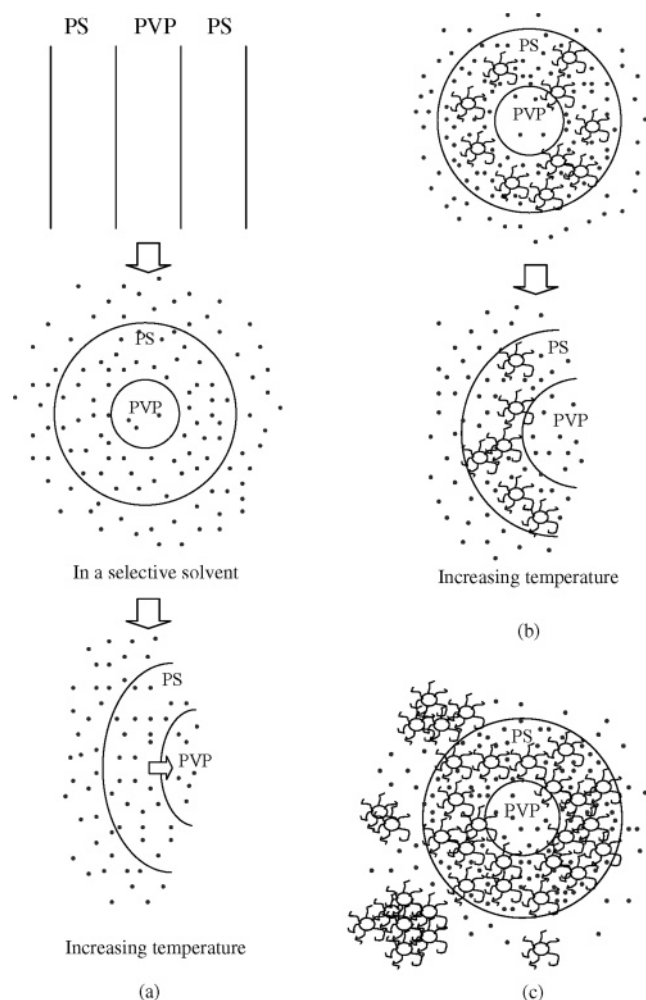 PS PVP PS
PS
PVP
In a selective solvent
PS
PVP
Increasing temperature
(a)
PS
PVP
PS
PVP
Increasing temperature
(b)
PS
PVP
(c)